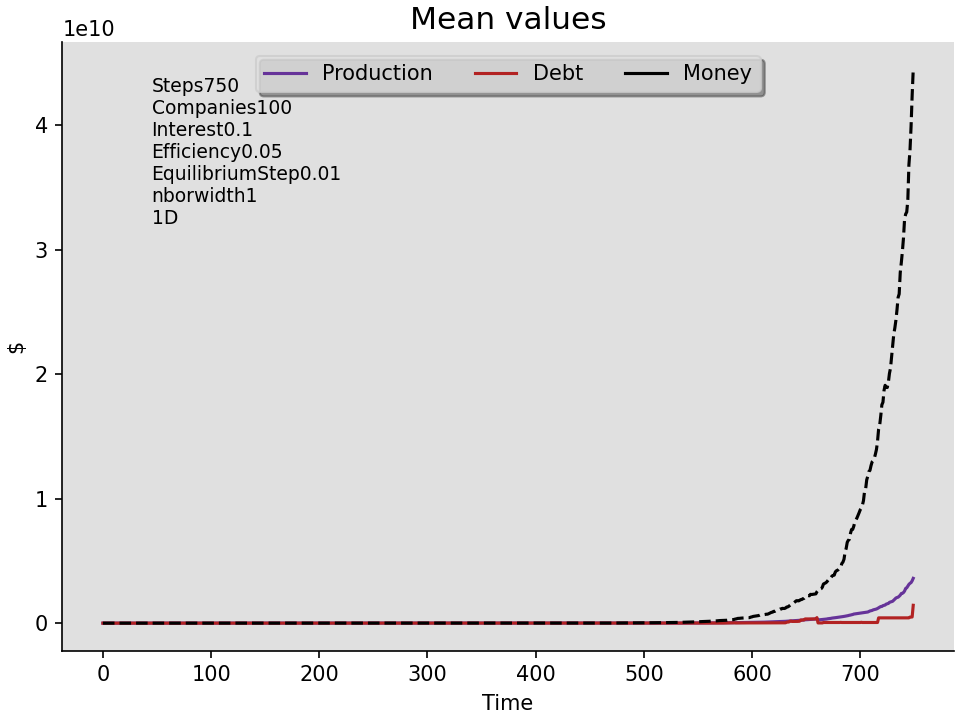 Mean values
1e10
Production Debt Money
Steps750
Companies100
Interest0.1
Efficiency0.05
EquilibriumStep0.01
nborwidth1
1D
4
3
2
1
0
$
0 100 200 300 400 500 600 700
Time